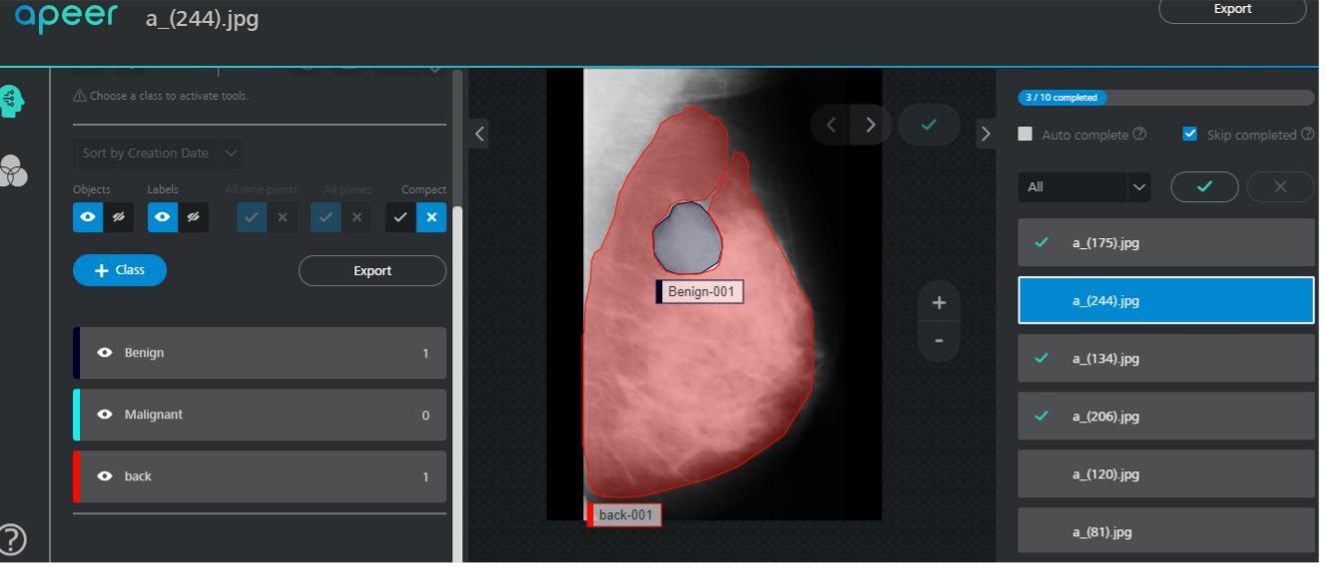 apeer a_(244).jpg Export
Choose a class to activate tools.
Sort by Creation Date
Objects Labels All time points All planes Compact
+ Class Export
Benign 1
Malignant 0
back 1
Benign-001
back-001
+
-
3 / 10 completed
Auto complete ? Skip completed ?
All
a_(175).jpg
a_(244).jpg
a_(134).jpg
a_(206).jpg
a_(120).jpg
a_(81).jpg
?